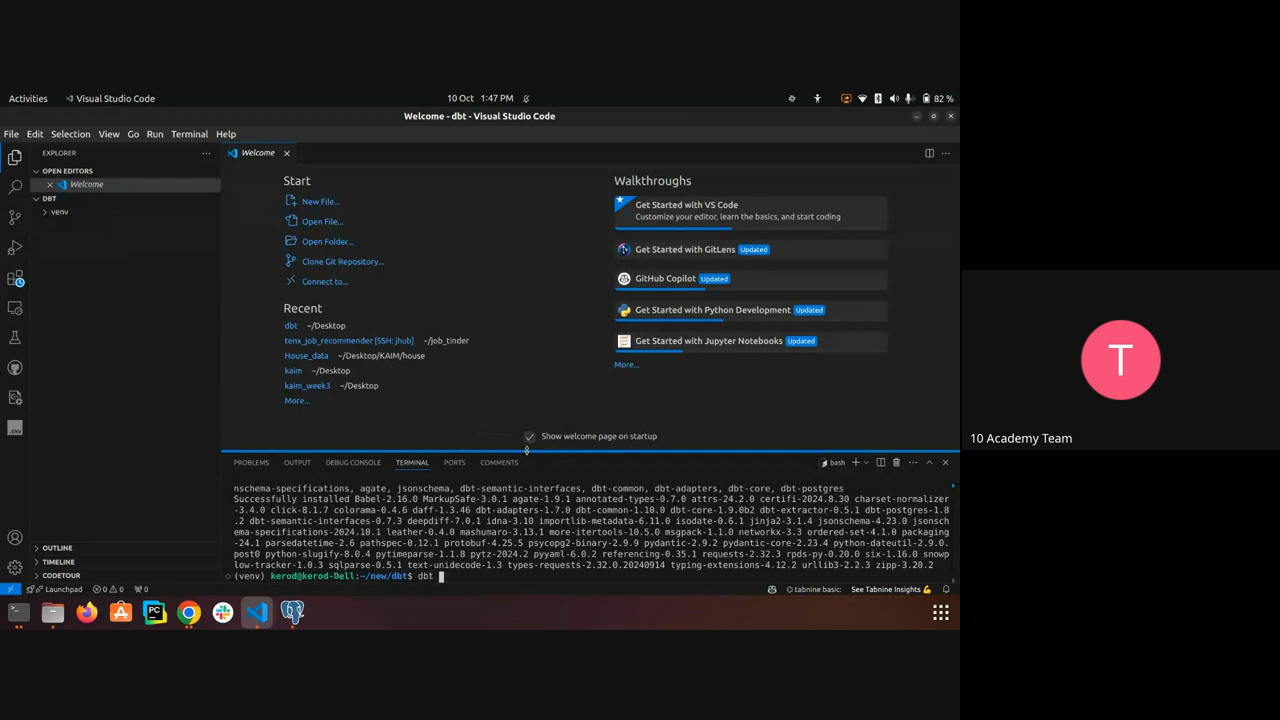 Activities
Visual Studio Code
10 Oct 1:47 PM
82 %
Welcome - dbt - Visual Studio Code
File Edit Selection View Go Run Terminal Help
EXPLORER
OPEN EDITORS
Welcome
DBT
venv
OUTLINE
TIMELINE
CODETOUR
Welcome
Start
New File...
Open File...
Open Folder...
Clone Git Repository...
Connect to...
Recent
dbt ~/Desktop
tenx_job_recommender [SSH: jhub] ~/job_tinder
House_data ~/Desktop/KAIM/house
kaim ~/Desktop
kaim_week3 ~/Desktop
More...
Walkthroughs
Get Started with VS Code
Customize your editor, learn the basics, and start coding
Get Started with GitLens Updated
GitHub Copilot Updated
Get Started with Python Development Updated
Get Started with Jupyter Notebooks Updated
More...
Show welcome page on startup
PROBLEMS OUTPUT DEBUG CONSOLE TERMINAL PORTS COMMENTS
bash
nschema-specifications, agate, jsonschema, dbt-semantic-interfaces, dbt-common, dbt-adapters, dbt-core, dbt-postgres
Successfully installed Babel-2.16.0 MarkupSafe-3.0.1 agate-1.9.1 annotated-types-0.7.0 attrs-24.2.0 certifi-2024.8.30 charset-normalizer
-3.4.0 click-8.1.7 colorama-0.4.6 daff-1.3.46 dbt-adapters-1.7.0 dbt-common-1.10.0 dbt-core-1.9.0b2 dbt-extractor-0.5.1 dbt-postgres-1.8
.2 dbt-semantic-interfaces-0.7.3 deepdiff-7.0.1 idna-3.10 importlib-metadata-6.11.0 isodate-0.6.1 jinja2-3.1.4 jsonschema-4.23.0 jsonsch
ema-specifications-2024.10.1 leather-0.4.0 mashumaro-3.13.1 more-itertools-10.5.0 msgpack-1.1.0 networkx-3.3 ordered-set-4.1.0 packaging
-24.1 parsedatetime-2.6 pathspec-0.12.1 protobuf-4.25.5 psycopg2-binary-2.9.9 pydantic-2.9.2 pydantic-core-2.23.4 python-dateutil-2.9.0.
post0 python-slugify-8.0.4 pytimeparse-1.1.8 pytz-2024.2 pyyaml-6.0.2 referencing-0.35.1 requests-2.32.3 rpds-py-0.20.0 six-1.16.0 snowp
low-tracker-1.0.3 sqlparse-0.5.1 text-unidecode-1.3 types-requests-2.32.0.20240914 typing-extensions-4.12.2 urllib3-2.2.3 zipp-3.20.2
(venv) kerod@kerod-Dell:~/new/dbt$ dbt
Launchpad 0 0 0
tabnine basic: See Tabnine Insights
PC
.ENV
T
10 Academy Team